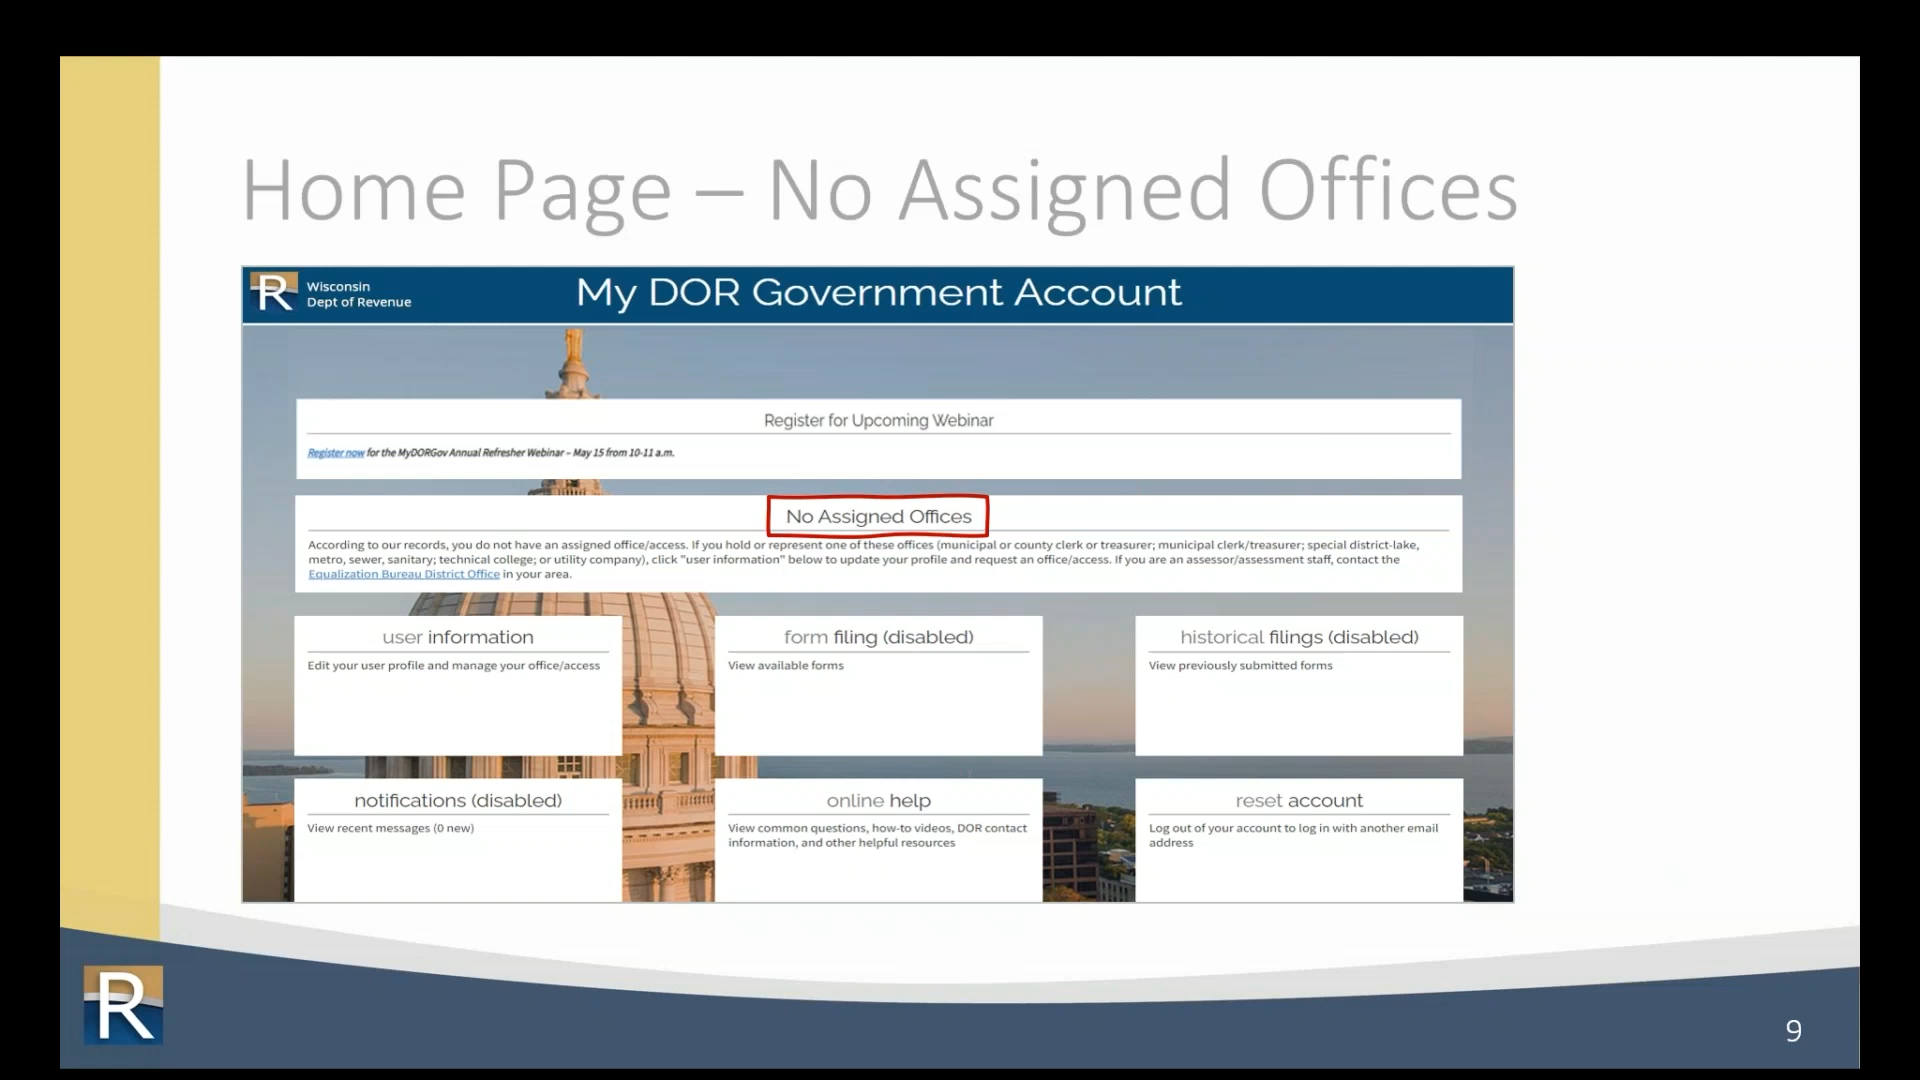 Home Page – No Assigned Offices
R
Wisconsin
Dept of Revenue
My DOR Government Account
Register for Upcoming Webinar
Register now for the MyDORGov Annual Refresher Webinar – May 15 from 10-11 a.m.
No Assigned Offices
According to our records, you do not have an assigned office/access. If you hold or represent one of these offices (municipal or county clerk or treasurer; municipal clerk/treasurer; special district-lake,
metro, sewer, sanitary; technical college; or utility company), click "user information" below to update your profile and request an office/access. If you are an assessor/assessment staff, contact the
Equalization Bureau District Office in your area.
user information
Edit your user profile and manage your office/access
form filing (disabled)
View available forms
historical filings (disabled)
View previously submitted forms
notifications (disabled)
View recent messages (0 new)
online help
View common questions, how-to videos, DOR contact
information, and other helpful resources
reset account
Log out of your account to log in with another email
address
R
9